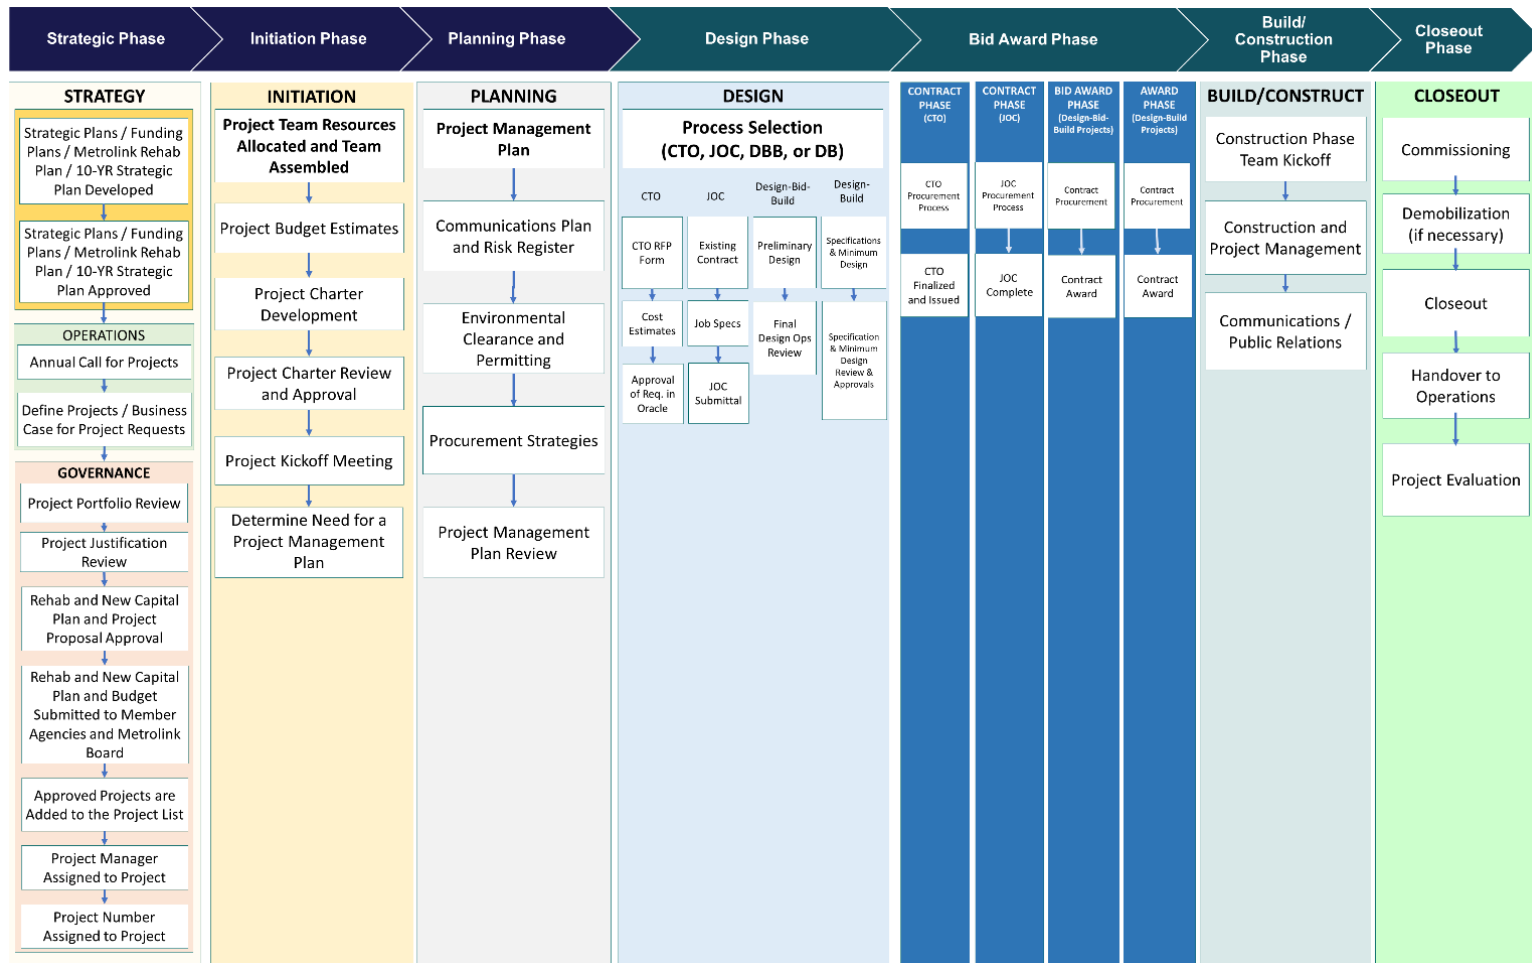 Strategic Phase
Initiation Phase
Planning Phase
Design Phase
Bid Award Phase
Build/
Construction
Phase
Closeout
Phase
STRATEGY
Strategic Plans / Funding
Plans / Metrolink Rehab
Plan / 10-YR Strategic
Plan Developed
Strategic Plans / Funding
Plans / Metrolink Rehab
Plan / 10-YR Strategic
Plan Approved
OPERATIONS
Annual Call for Projects
Define Projects / Business
Case for Project Requests
GOVERNANCE
Project Portfolio Review
Project Justification
Review
Rehab and New Capital
Plan and Project
Proposal Approval
Rehab and New Capital
Plan and Budget
Submitted to Member
Agencies and Metrolink
Board
Approved Projects are
Added to the Project List
Project Manager
Assigned to Project
Project Number
Assigned to Project
INITIATION
Project Team Resources
Allocated and Team
Assembled
Project Budget Estimates
Project Charter
Development
Project Charter Review
and Approval
Project Kickoff Meeting
Determine Need for a
Project Management
Plan
PLANNING
Project Management
Plan
Communications Plan
and Risk Register
Environmental
Clearance and
Permitting
Procurement Strategies
Project Management
Plan Review
DESIGN
Process Selection
(CTO, JOC, DBB, or DB)
CTO
CTO RFP
Form
Cost
Estimates
Approval
of Req. in
Oracle
JOC
Existing
Contract
Job Specs
JOC
Submittal
Design-Bid-
Build
Preliminary
Design
Final
Design Ops
Review
Design-
Build
Specifications
& Minimum
Design
Specification
& Minimum
Design
Review &
Approvals
CONTRACT
PHASE
(CTO)
CTO
Procurement
Process
CTO
Finalized
and Issued
CONTRACT
PHASE
(JOC)
JOC
Procurement
Process
JOC
Complete
BID AWARD
PHASE
(Design-Bid-
Build Projects)
Contract
Procurement
Contract
Award
AWARD
PHASE
(Design-Build
Projects)
Contract
Procurement
Contract
Award
BUILD/CONSTRUCT
Construction Phase
Team Kickoff
Construction and
Project Management
Communications /
Public Relations
CLOSEOUT
Commissioning
Demobilization
(if necessary)
Closeout
Handover to
Operations
Project Evaluation